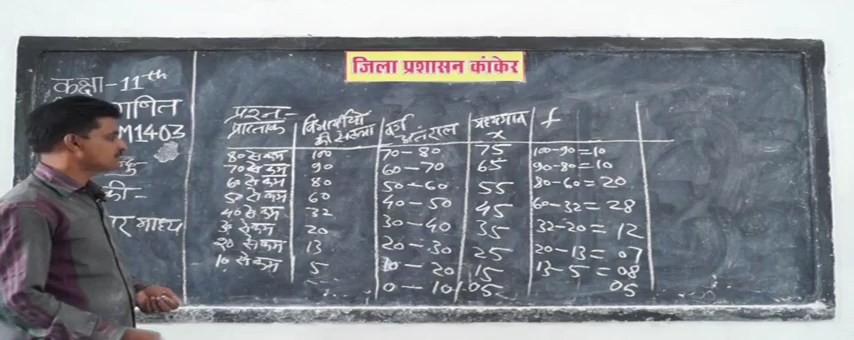 जिला प्रशासन कांकेर
कक्षा-11th
M1403
की-
माध्य
प्रश्न-
प्राप्तांक विद्यार्थियों की संख्या वर्ग अंतराल मध्यमान x f
80 से कम 100 70-80 75 100-90=10
70 से कम 90 60-70 65 90-80=10
60 से कम 80 50-60 55 80-60=20
50 से कम 60 40-50 45 60-32=28
40 से कम 32 30-40 35 32-20=12
30 से कम 20 20-30 25 20-13=07
20 से कम 13 10-20 15 13-5=08
10 से कम 5 0-10 05 05